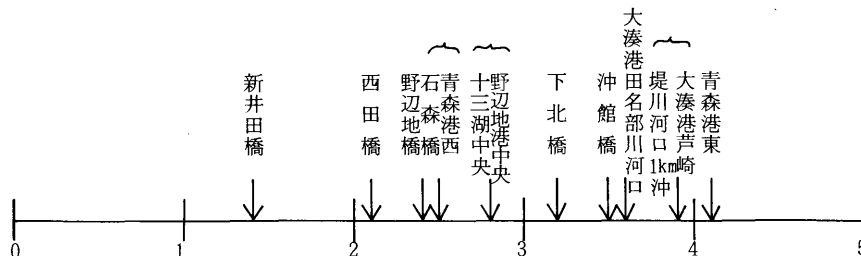 新井田橋
西田橋
野辺地橋
石森橋
青森港西
十三湖中央
野辺地港中央
下北橋
沖館橋
大湊港田名部川河口
堤川河口1km沖
大湊港芦崎
青森港東
0 1 2 3 4 5